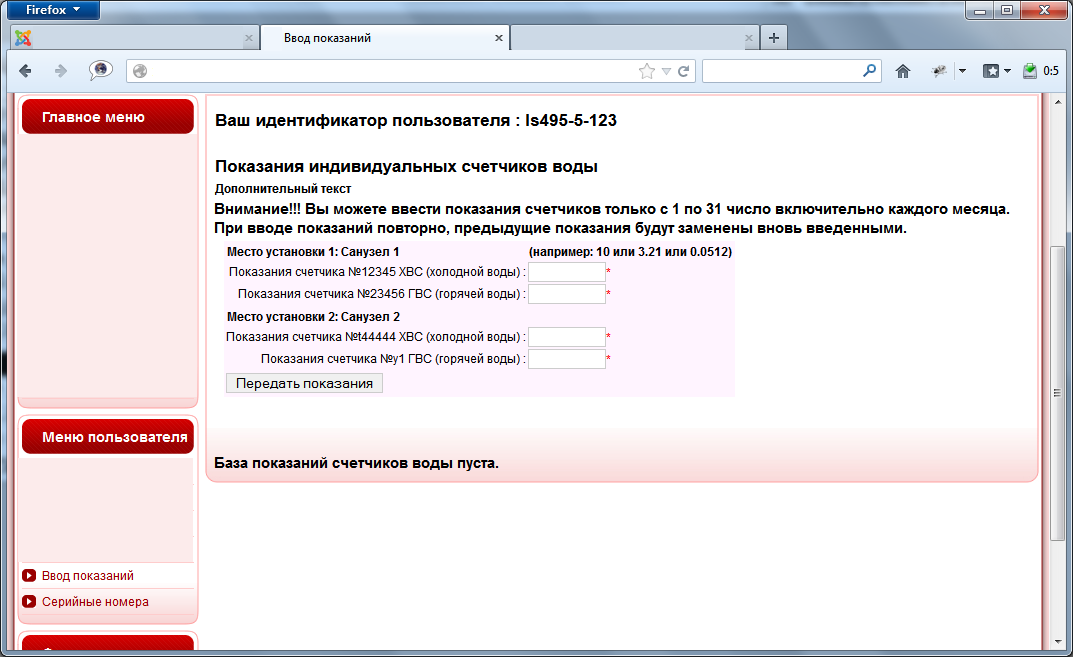 Firefox
Ввод показаний
0:5
Главное меню
Ваш идентификатор пользователя : ls495-5-123
Показания индивидуальных счетчиков воды
Дополнительный текст
Внимание!!! Вы можете ввести показания счетчиков только с 1 по 31 число включительно каждого месяца.
При вводе показаний повторно, предыдущие показания будут заменены вновь введенными.
Место установки 1: Санузел 1 (например: 10 или 3.21 или 0.0512)
Показания счетчика №12345 ХВС (холодной воды) : *
Показания счетчика №23456 ГВС (горячей воды) : *
Место установки 2: Санузел 2
Показания счетчика №t44444 ХВС (холодной воды) : *
Показания счетчика №y1 ГВС (горячей воды) : *
Передать показания
База показаний счетчиков воды пуста.
Меню пользователя
Ввод показаний
Серийные номера